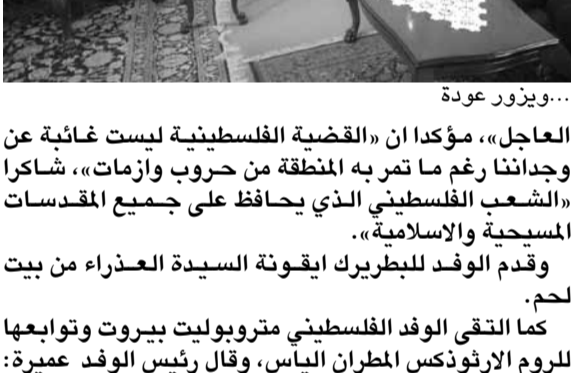 ...ويزور عودة
العاجل»، مؤكدا ان «القضية الفلسطينية ليست غائبة عن
وجداننا رغم ما تمر به المنطقة من حروب وازمات»، شاكرا
«الشعب الفلسطيني الذي يحافظ على جميع المقدسات
المسيحية والاسلامية».
وقدم الوفد للبطريرك ايقونة السيدة العذراء من بيت
لحم.
كما التقى الوفد الفلسطيني متروبوليت بيروت وتوابعها
للروم الارثوذكس المطران الياس، وقال رئيس الوفد عميرة: